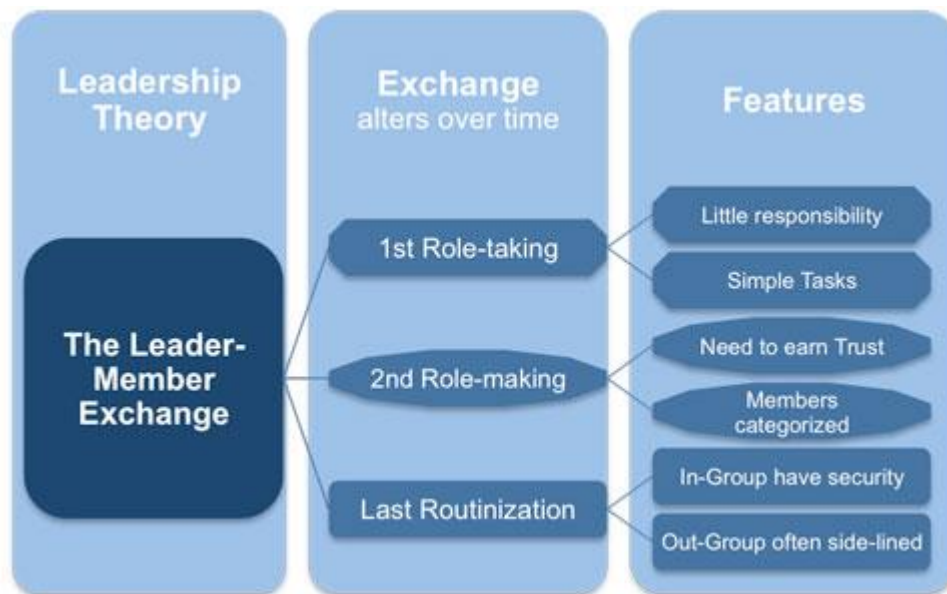 Leadership
Theory
The Leader-
Member
Exchange
Exchange
alters over time
1st Role-taking
2nd Role-making
Last Routinization
Features
Little responsibility
Simple Tasks
Need to earn Trust
Members
categorized
In-Group have security
Out-Group often side-lined